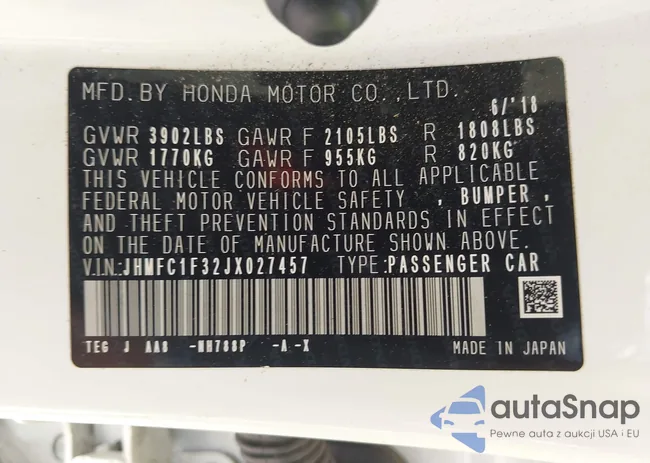 MFD.BY HONDA MOTOR CO.,LTD.
6/'18
GVWR 3902LBS GAWR F 2105LBS R 1808LBS
GVWR 1770KG GAWR F 955KG R 820KG
THIS VEHICLE CONFORMS TO ALL APPLICABLE
FEDERAL MOTOR VEHICLE SAFETY , BUMPER ,
AND THEFT PREVENTION STANDARDS IN EFFECT
ON THE DATE OF MANUFACTURE SHOWN ABOVE.
V.I.N:JHMFC1F32JX027457 TYPE:PASSENGER CAR
TEG J AA8 -NH788P -A -X
MADE IN JAPAN
autaSnap
Pewne auta z aukcji USA i EU